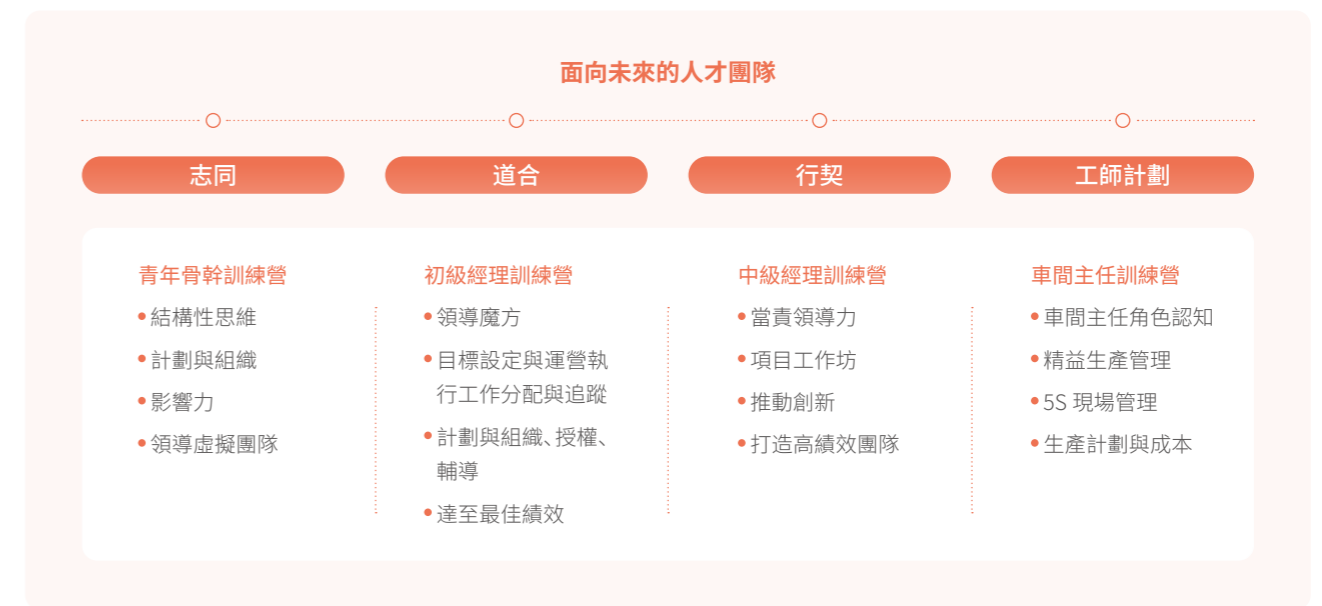 面向未來的人才團隊
志同
道合
行契
工師計劃
青年骨幹訓練營
•結構性思維
•計劃與組織
•影響力
•領導虛擬團隊
初級經理訓練營
•領導魔方
•目標設定與運營執
行工作分配與追蹤
•計劃與組織、授權、
輔導
•達至最佳績效
中級經理訓練營
•當責領導力
•項目工作坊
•推動創新
•打造高績效團隊
車間主任訓練營
•車間主任角色認知
•精益生產管理
•5S 現場管理
•生產計劃與成本